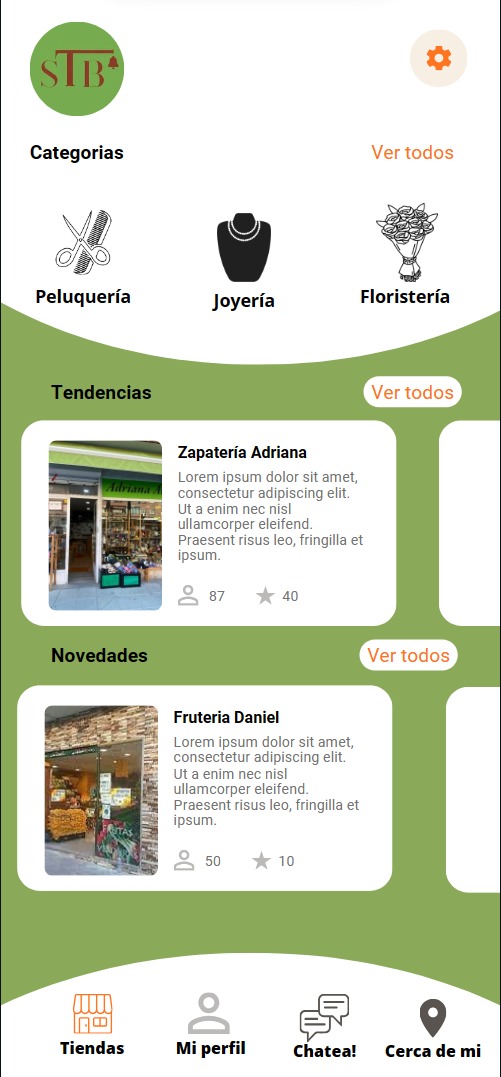 STB
Categorias
Ver todos
Peluquería
Joyería
Floristería
Tendencias
Ver todos
Zapatería Adriana
Lorem ipsum dolor sit amet,
consectetur adipiscing elit.
Ut a enim nec nisl
ullamcorper eleifend.
Praesent risus leo, fringilla et
ipsum.
87
40
Adriana
Novedades
Ver todos
Fruteria Daniel
Lorem ipsum dolor sit amet,
consectetur adipiscing elit.
Ut a enim nec nisl
ullamcorper eleifend.
Praesent risus leo, fringilla et
ipsum.
50
10
FRUTAS
Tiendas
Mi perfil
Chatea!
Cerca de mi